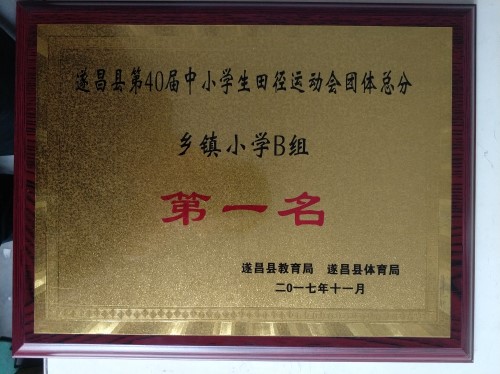 遂昌县第40届中小学生田径运动会团体总分
乡镇小学B组
第一名
遂昌县教育局 遂昌县体育局
二0一七年十一月